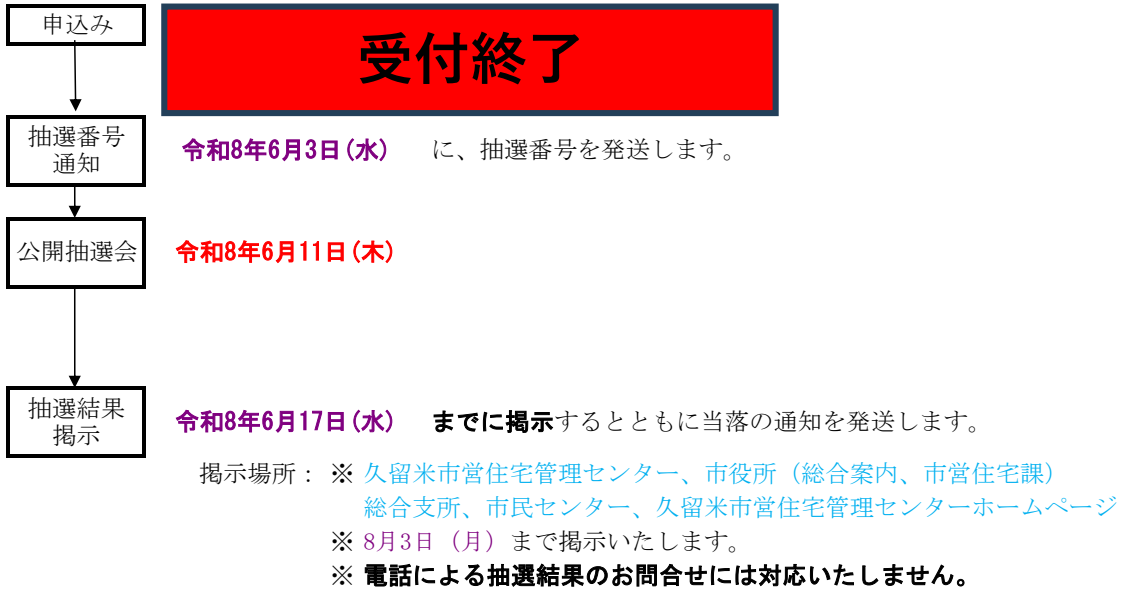 申込み
受付終了
抽選番号
通知
令和8年6月3日(水) に、抽選番号を発送します。
公開抽選会
令和8年6月11日(木)
抽選結果
掲示
令和8年6月17日(水) までに掲示するとともに当落の通知を発送します。
掲示場所：※ 久留米市営住宅管理センター、市役所（総合案内、市営住宅課）
総合支所、市民センター、久留米市営住宅管理センターホームページ
※ 8月3日（月）まで掲示いたします。
※ 電話による抽選結果のお問合せには対応いたしません。